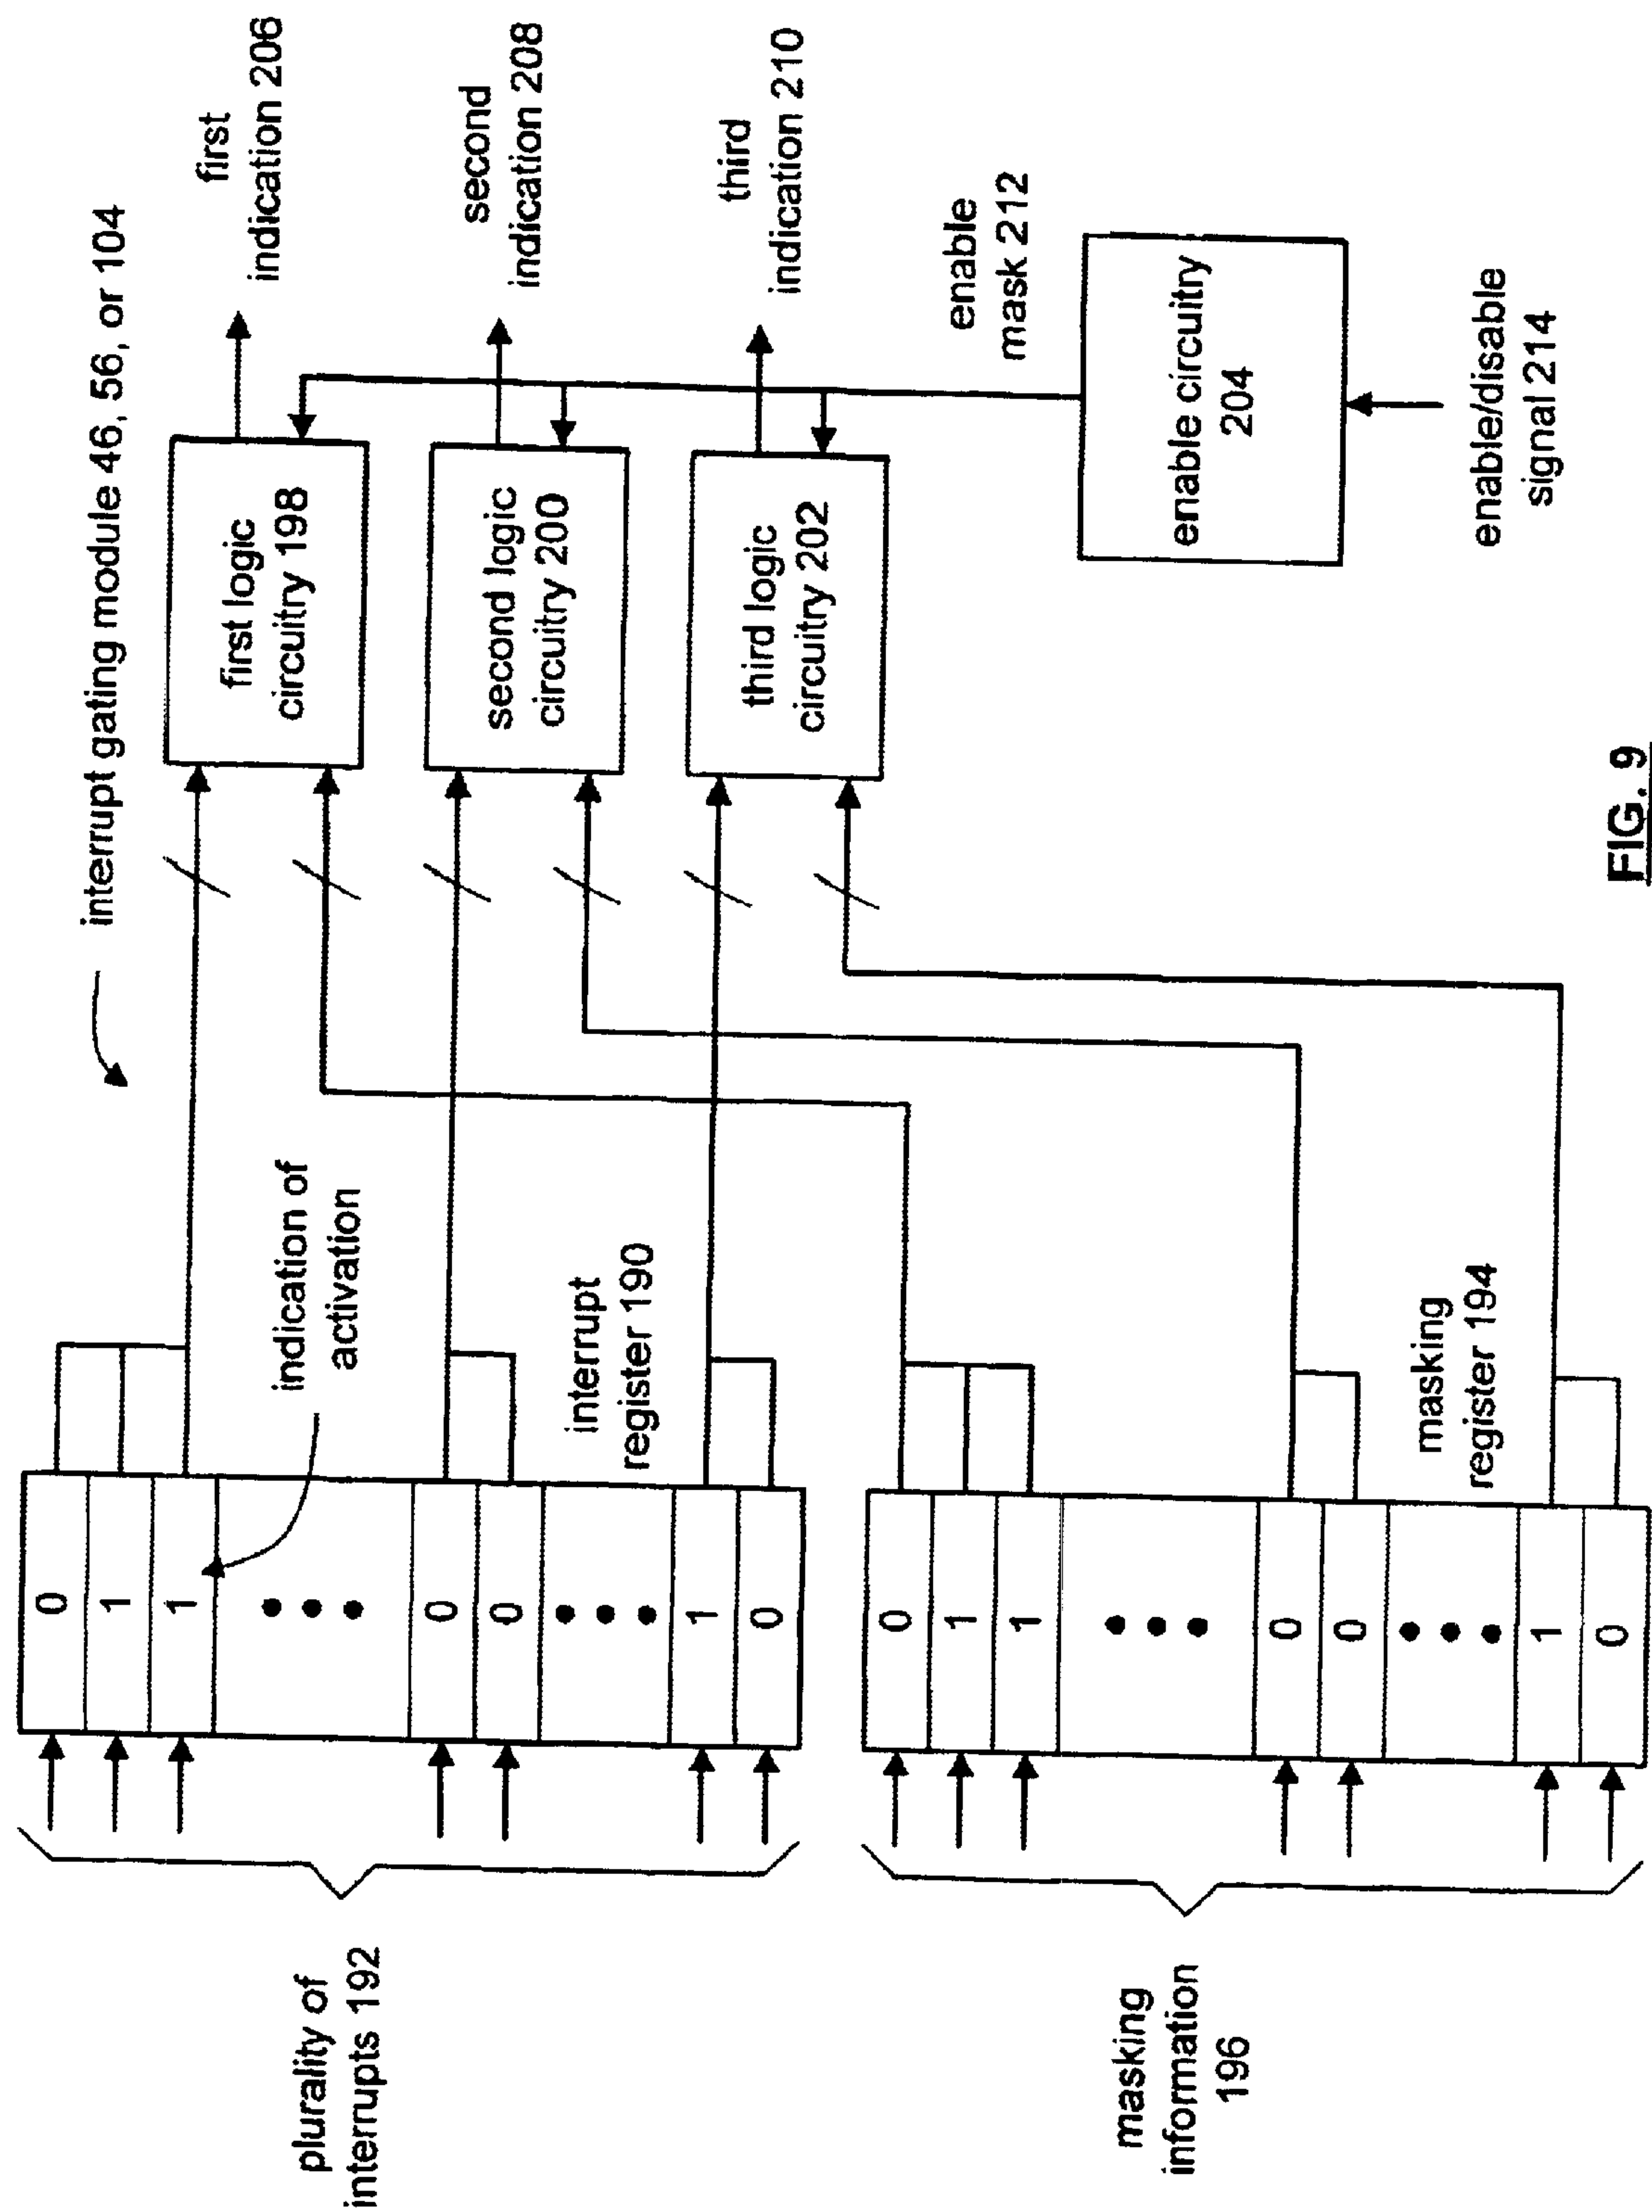 interrupt gating module 46, 56, or 104
plurality of
interrupts 192
0
1
1
0
0
1
0
indication of
activation
interrupt
register 190
masking
information
196
0
1
1
0
0
1
0
masking
register 194
first logic
circuitry 198
second logic
circuitry 200
third logic
circuitry 202
first
indication 206
second
indication 208
third
indication 210
enable
mask 212
enable circuitry
204
enable/disable
signal 214
FIG. 9